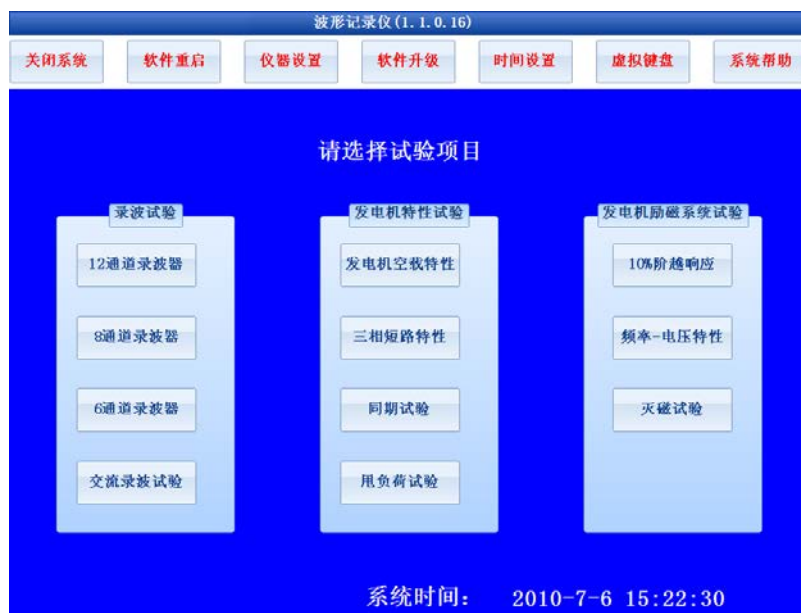 波形记录仪(1.1.0.16)
关闭系统 软件重启 仪器设置 软件升级 时间设置 虚拟键盘 系统帮助
请选择试验项目
录波试验 发电机特性试验 发电机励磁系统试验
12通道录波器 发电机空载特性 10%阶越响应
8通道录波器 三相短路特性 频率-电压特性
6通道录波器 同期试验 灭磁试验
交流录波试验 甩负荷试验
系统时间： 2010-7-6 15:22:30